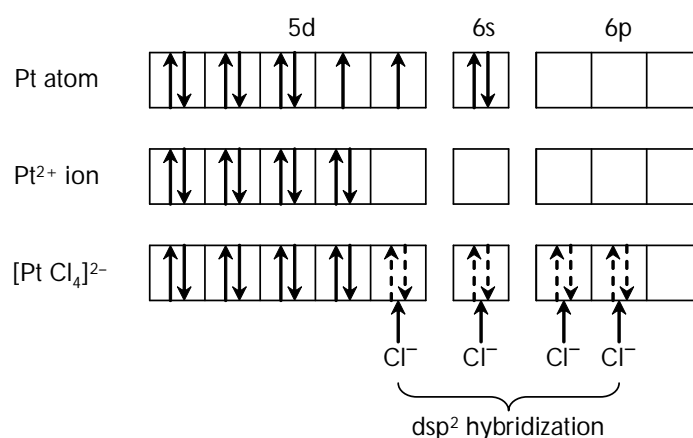 5d 6s 6p
Pt atom
Pt²⁺ ion
[Pt Cl₄]²⁻
Cl⁻ Cl⁻ Cl⁻ Cl⁻
dsp² hybridization